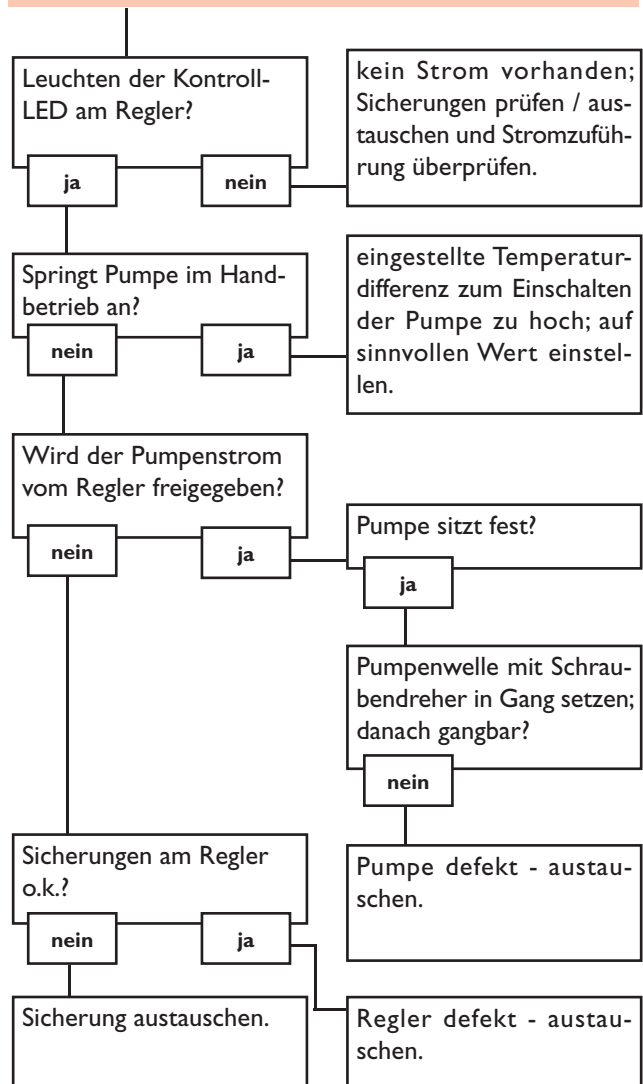 Leuchten der Kontroll-
LED am Regler?
ja
nein
kein Strom vorhanden;
Sicherungen prüfen / aus-
tauschen und Stromzufüh-
rung überprüfen.
Springt Pumpe im Hand-
betrieb an?
nein
ja
eingestellte Temperatur-
differenz zum Einschalten
der Pumpe zu hoch; auf
sinnvollen Wert einstel-
len.
Wird der Pumpenstrom
vom Regler freigegeben?
nein
ja
Pumpe sitzt fest?
ja
Pumpenwelle mit Schrau-
bendreher in Gang setzen;
danach gangbar?
nein
Pumpe defekt - austau-
schen.
Sicherungen am Regler
o.k.?
nein
ja
Sicherung austauschen.
Regler defekt - austau-
schen.